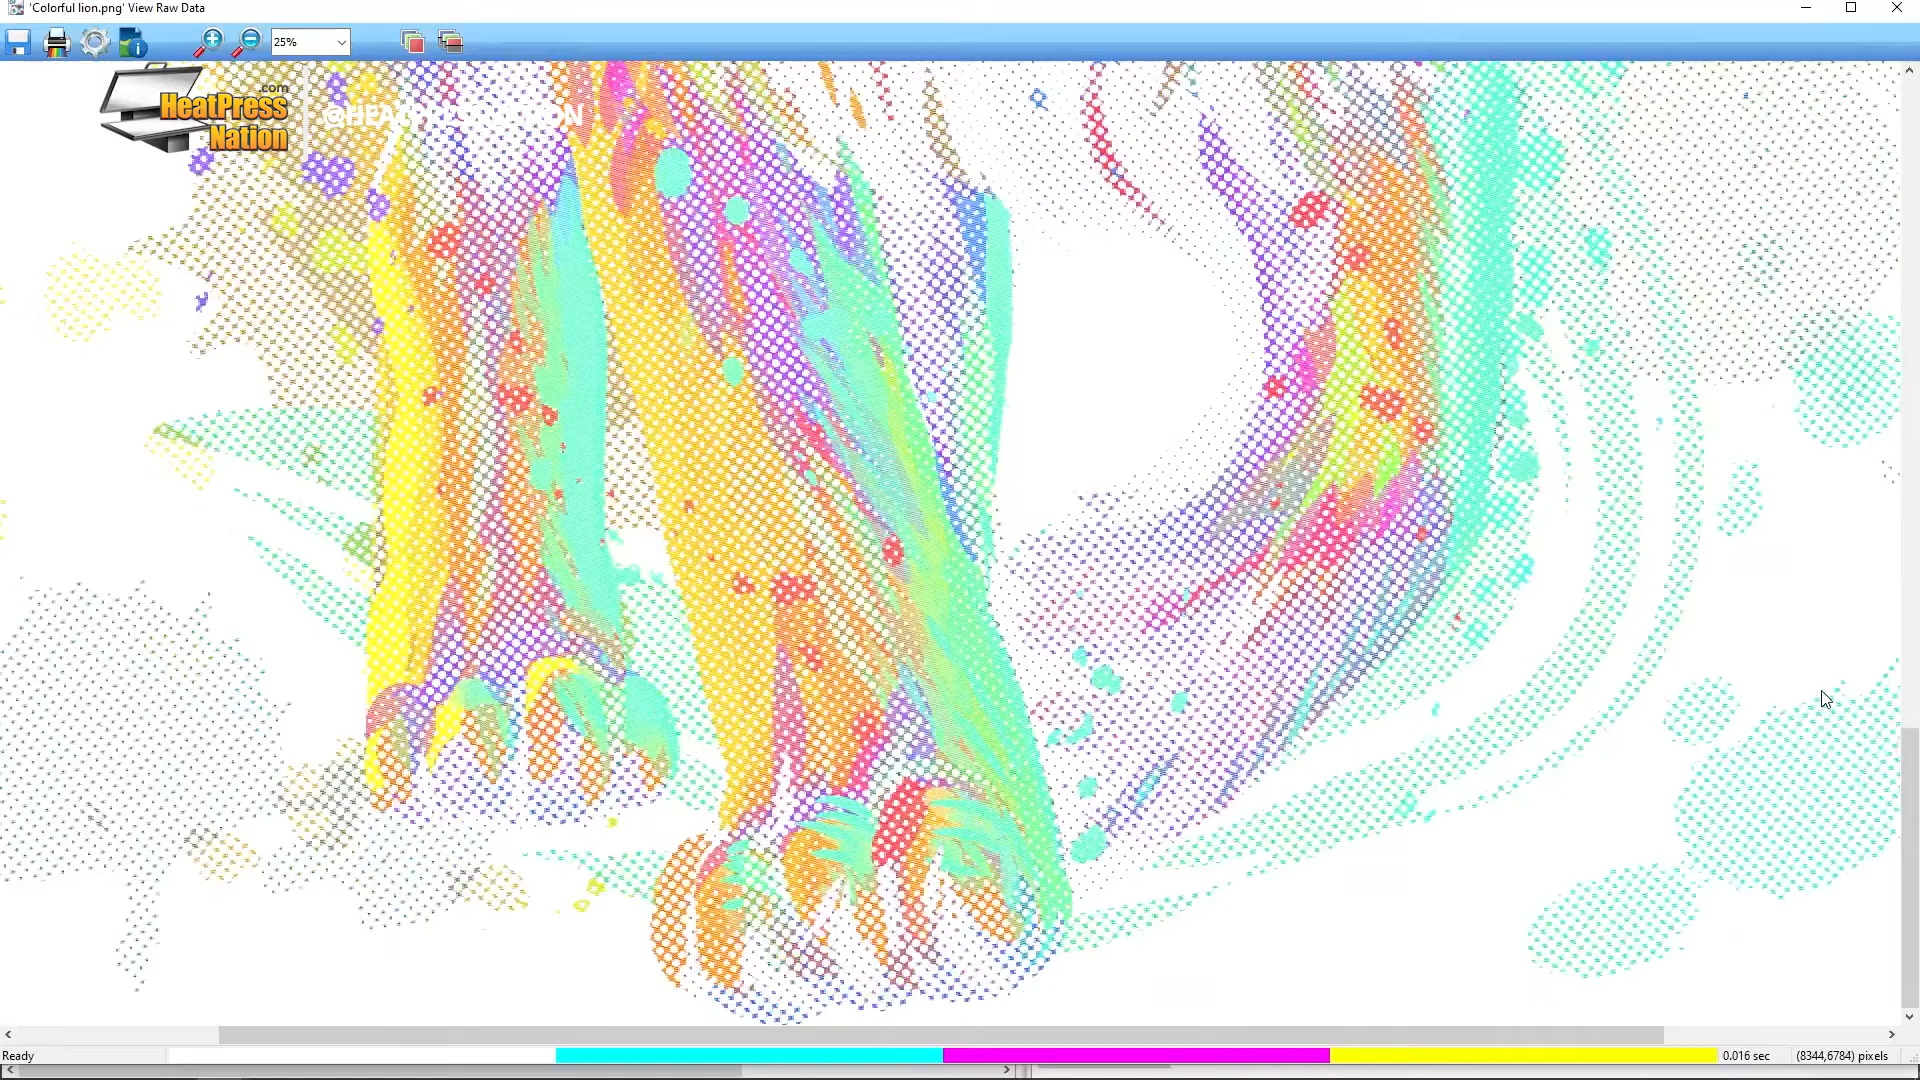 'Colorful lion.png' View Raw Data
25%
.com
HeatPress
Nation
Ready
0.016 sec
(8344,6784) pixels